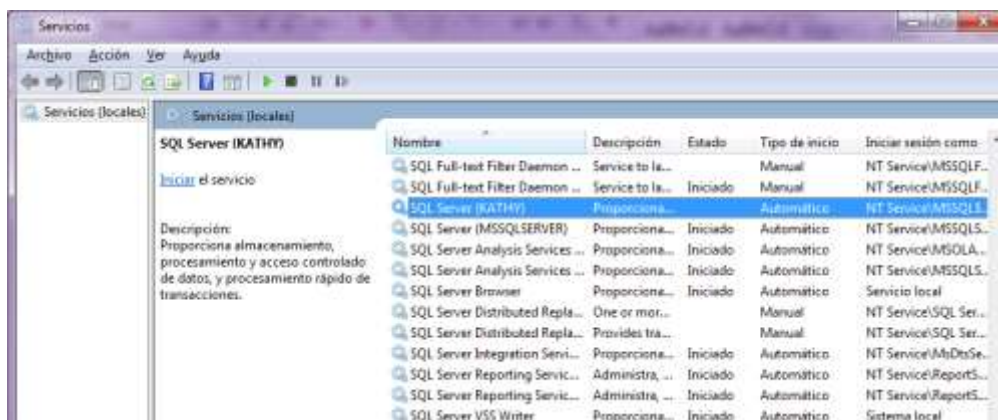 Servicios
Archivo Acción Ver Ayuda
Servicios (locales)
Servicios (locales)
SQL Server (KATHY)
Iniciar el servicio
Descripción:
Proporciona almacenamiento,
procesamiento y acceso controlado
de datos, y procesamiento rápido de
transacciones.
Nombre Descripción Estado Tipo de inicio Iniciar sesión como
SQL Full-text Filter Daemon ... Service to la... Manual NT Service\MSSQLF...
SQL Full-text Filter Daemon ... Service to la... Iniciado Manual NT Service\MSSQLF...
SQL Server (KATHY) Proporciona... Automático NT Service\MSSQLS...
SQL Server (MSSQLSERVER) Proporciona... Iniciado Automático NT Service\MSSQLS...
SQL Server Analysis Services ... Proporciona... Iniciado Automático NT Service\MSOLA...
SQL Server Analysis Services ... Proporciona... Iniciado Automático NT Service\MSSQLS...
SQL Server Browser Proporciona... Iniciado Automático Servicio local
SQL Server Distributed Repla... One or mor... Manual NT Service\SQL Ser...
SQL Server Distributed Repla... Provides tra... Manual NT Service\SQL Ser...
SQL Server Integration Servi... Proporciona... Iniciado Automático NT Service\MsDtsSe...
SQL Server Reporting Servic... Administra, ... Iniciado Automático NT Service\ReportS...
SQL Server Reporting Servic... Administra, ... Iniciado Automático NT Service\ReportS...
SQL Server VSS Writer Proporciona... Iniciado Automático Sistema local